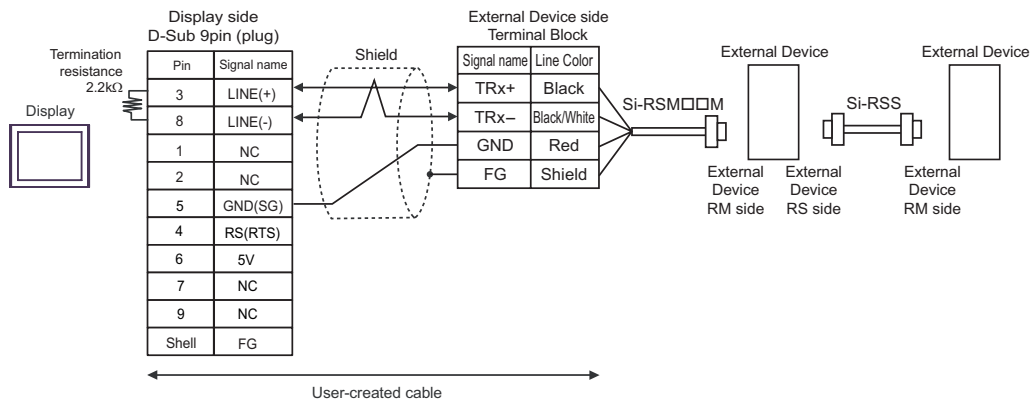 Display side
D-Sub 9pin (plug)
Termination
resistance
2.2kΩ
Display
Pin Signal name
3 LINE(+)
8 LINE(-)
1 NC
2 NC
5 GND(SG)
4 RS(RTS)
6 5V
7 NC
9 NC
Shell FG
Shield
External Device side
Terminal Block
Signal name Line Color
TRx+ Black
TRx– Black/White
GND Red
FG Shield
Si-RSM□□M
External Device
External
Device
RM side
External
Device
RS side
Si-RSS
External Device
External
Device
RM side
User-created cable